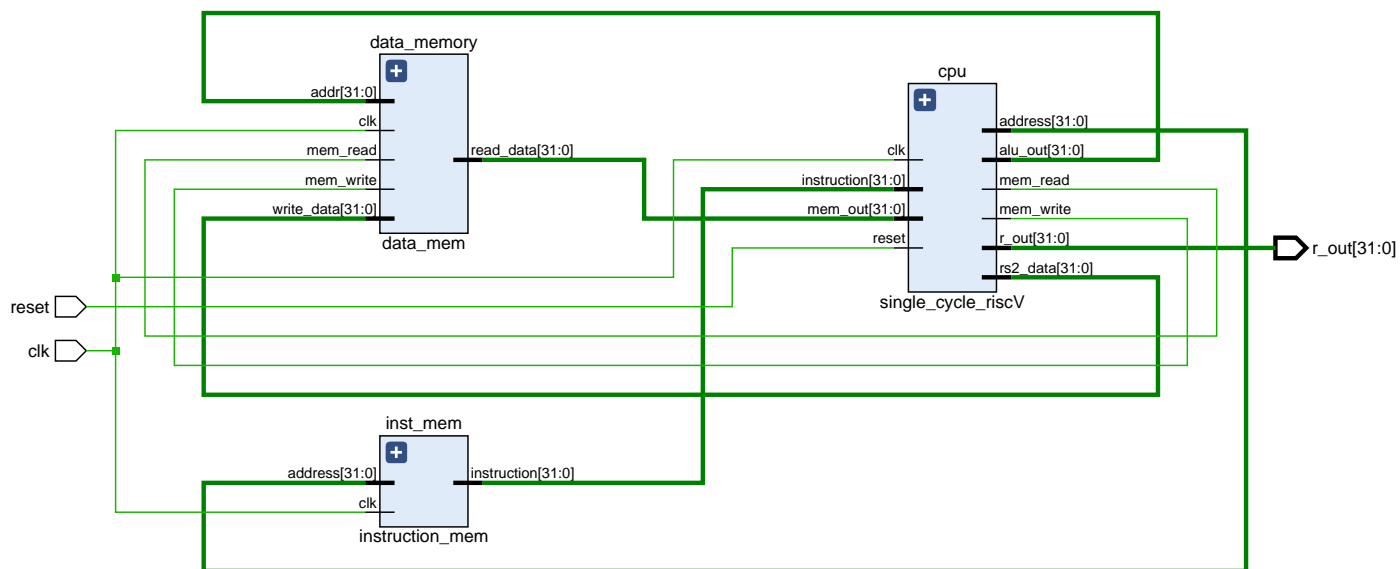 data_memory
addr[31:0]
clk
mem_read
read_data[31:0]
mem_write
write_data[31:0]
data_mem
cpu
address[31:0]
clk
alu_out[31:0]
instruction[31:0]
mem_read
mem_out[31:0]
mem_write
reset
r_out[31:0]
r_out[31:0]
rs2_data[31:0]
single_cycle_riscV
reset
clk
inst_mem
address[31:0]
instruction[31:0]
clk
instruction_mem